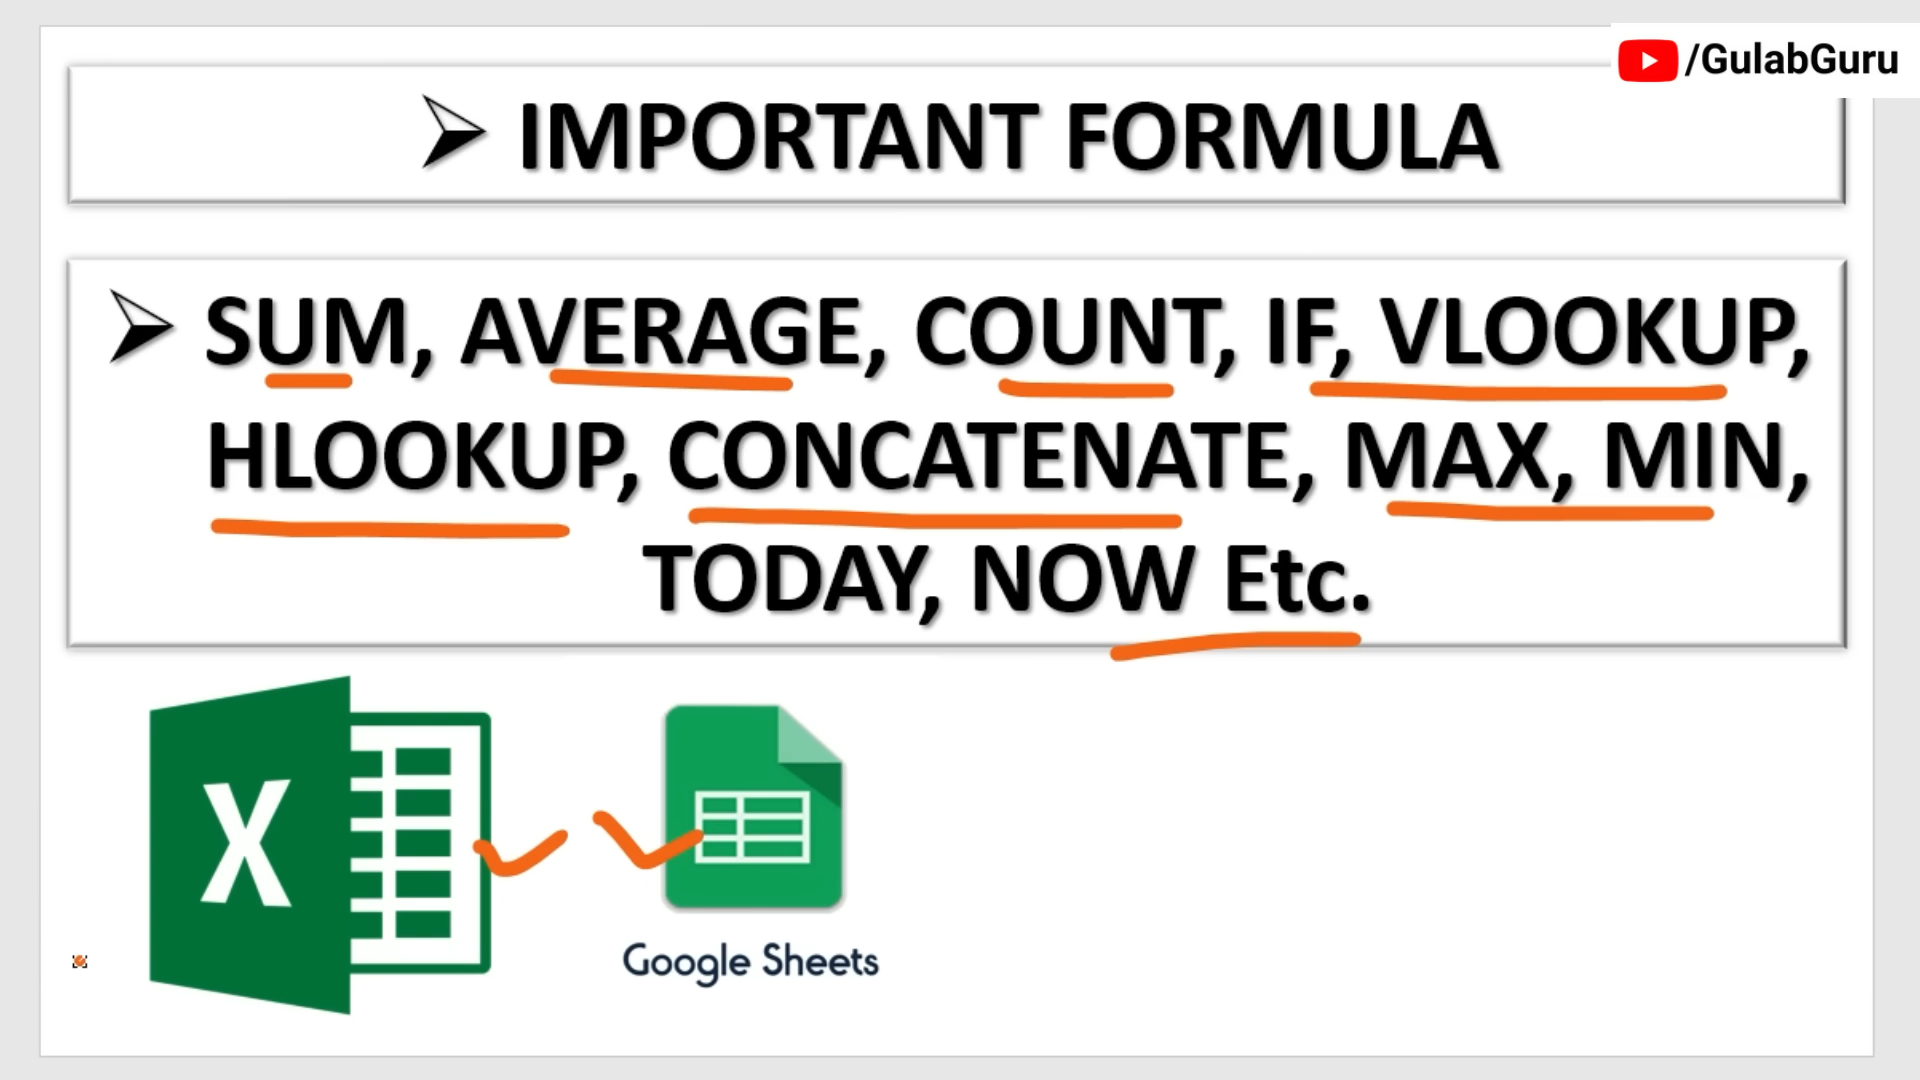 /GulabGuru
➢ IMPORTANT FORMULA
➢ SUM, AVERAGE, COUNT, IF, VLOOKUP,
HLOOKUP, CONCATENATE, MAX, MIN,
TODAY, NOW Etc.
X
Google Sheets